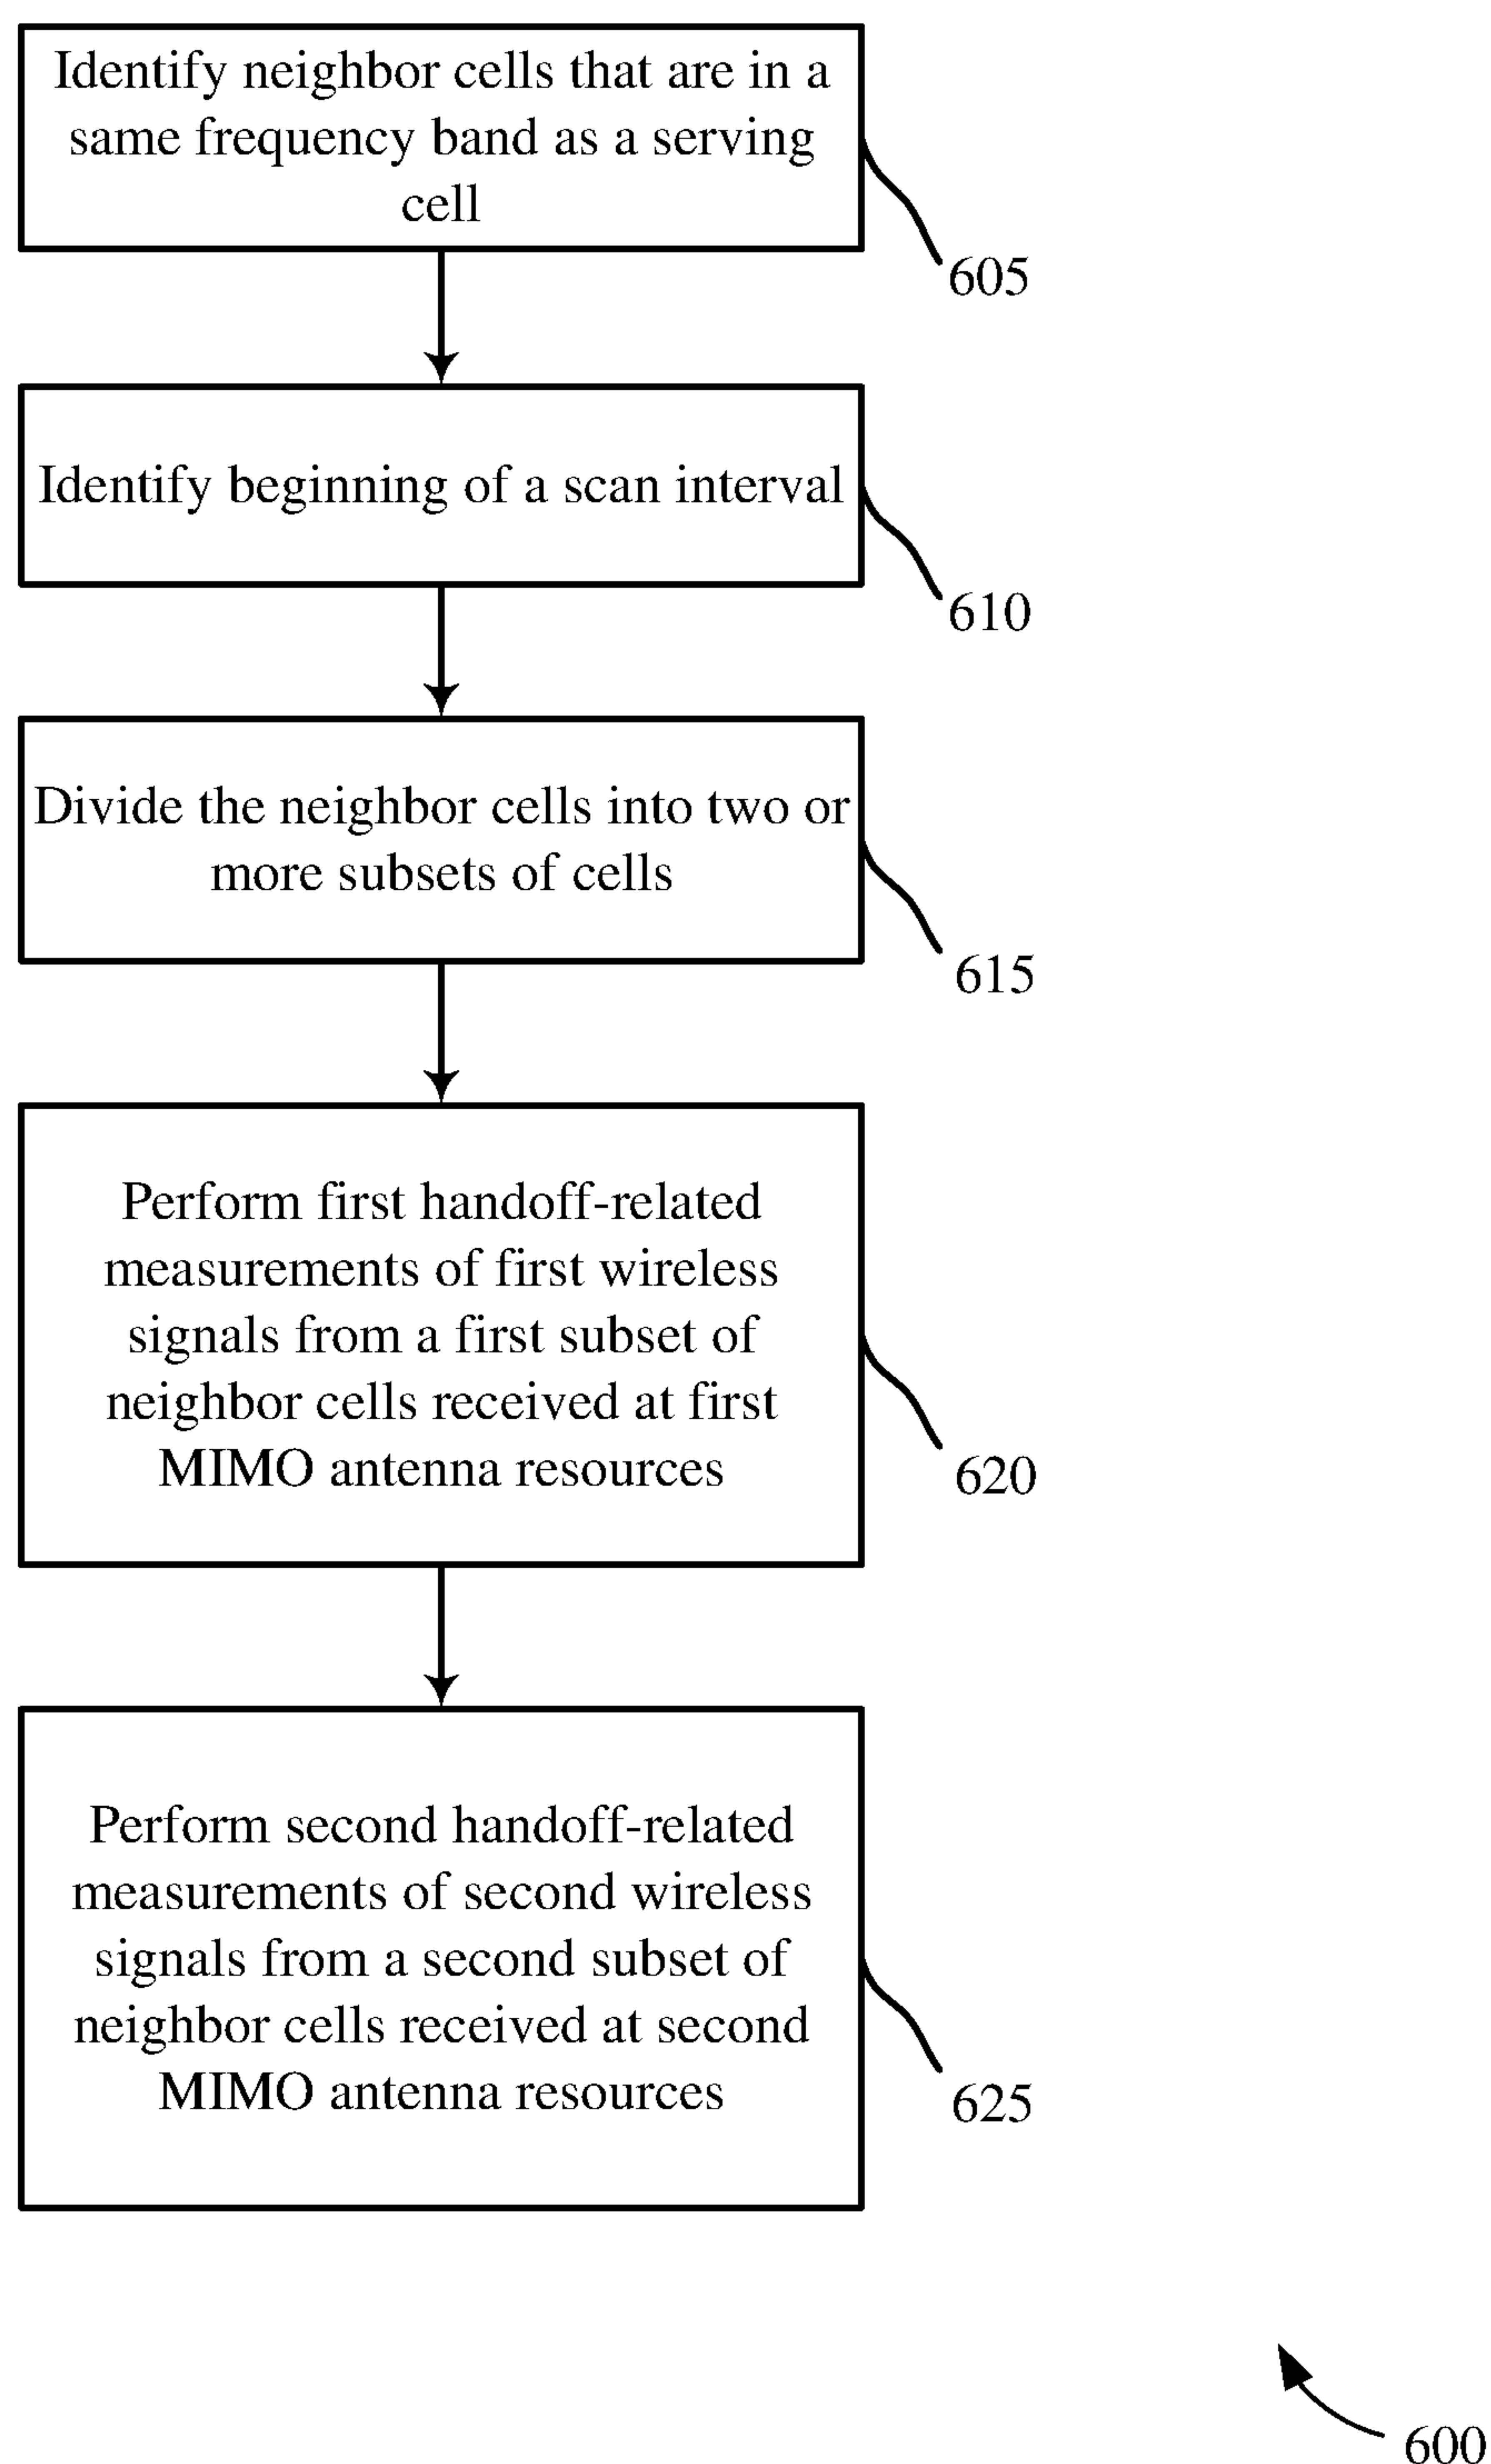 Identify neighbor cells that are in a
same frequency band as a serving
cell
605
Identify beginning of a scan interval
610
Divide the neighbor cells into two or
more subsets of cells
615
Perform first handoff-related
measurements of first wireless
signals from a first subset of
neighbor cells received at first
MIMO antenna resources
620
Perform second handoff-related
measurements of second wireless
signals from a second subset of
neighbor cells received at second
MIMO antenna resources
625
600